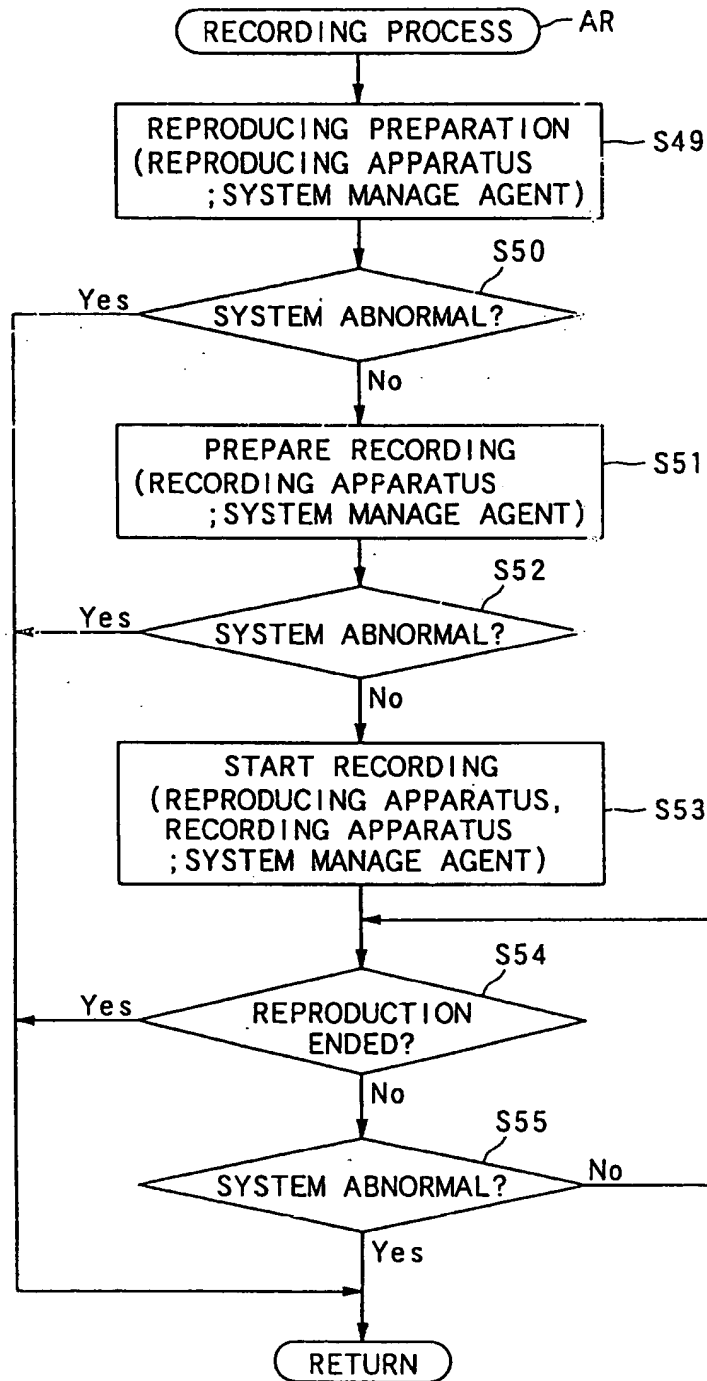 RECORDING PROCESS
AR
REPRODUCING PREPARATION
(REPRODUCING APPARATUS
;SYSTEM MANAGE AGENT)
S49
S50
Yes
SYSTEM ABNORMAL?
No
PREPARE RECORDING
(RECORDING APPARATUS
;SYSTEM MANAGE AGENT)
S51
S52
Yes
SYSTEM ABNORMAL?
No
START RECORDING
(REPRODUCING APPARATUS,
RECORDING APPARATUS
;SYSTEM MANAGE AGENT)
S53
S54
Yes
REPRODUCTION
ENDED?
No
S55
SYSTEM ABNORMAL?
No
Yes
RETURN